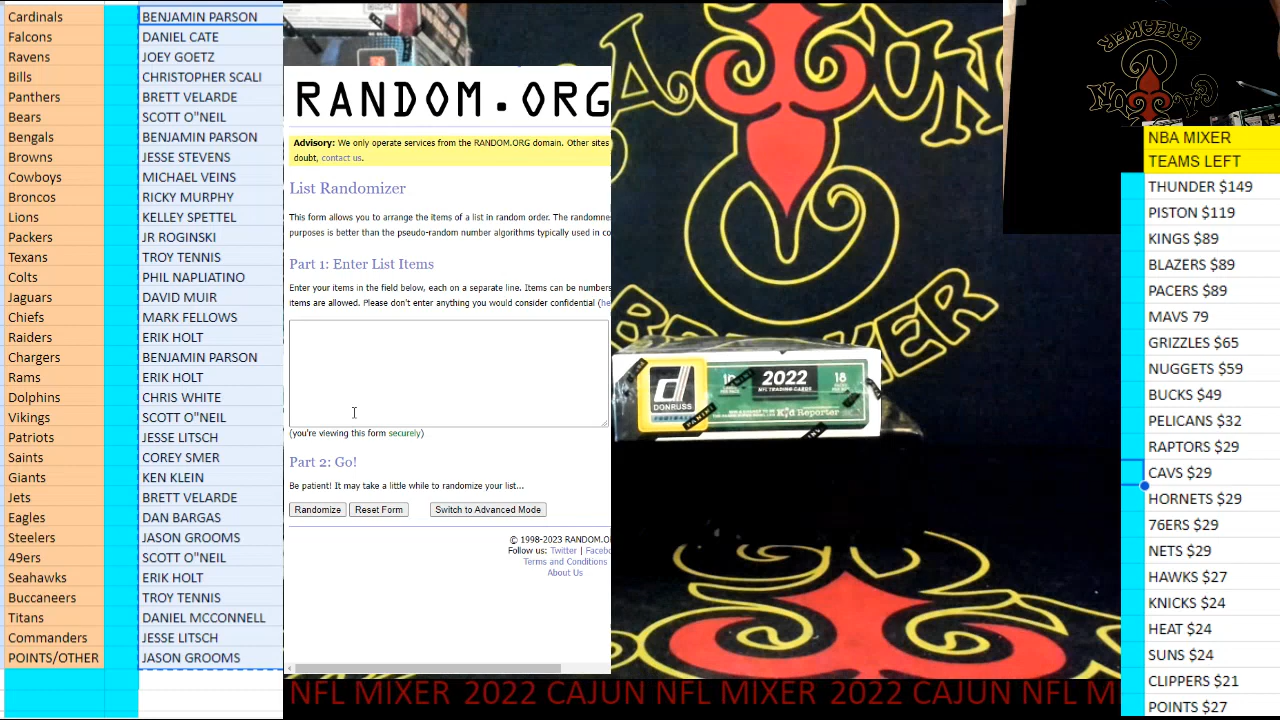 Cardinals BENJAMIN PARSON
Falcons DANIEL CATE
Ravens JOEY GOETZ
Bills CHRISTOPHER SCALI
Panthers BRETT VELARDE
Bears SCOTT O"NEIL
Bengals BENJAMIN PARSON
Browns JESSE STEVENS
Cowboys MICHAEL VEINS
Broncos RICKY MURPHY
Lions KELLEY SPETTEL
Packers JR ROGINSKI
Texans TROY TENNIS
Colts PHIL NAPLIATINO
Jaguars DAVID MUIR
Chiefs MARK FELLOWS
Raiders ERIK HOLT
Chargers BENJAMIN PARSON
Rams ERIK HOLT
Dolphins CHRIS WHITE
Vikings SCOTT O"NEIL
Patriots JESSE LITSCH
Saints COREY SMER
Giants KEN KLEIN
Jets BRETT VELARDE
Eagles DAN BARGAS
Steelers JASON GROOMS
49ers SCOTT O"NEIL
Seahawks ERIK HOLT
Buccaneers TROY TENNIS
Titans DANIEL MCCONNELL
Commanders JESSE LITSCH
POINTS/OTHER JASON GROOMS
RANDOM.ORG
Advisory: We only operate services from the RANDOM.ORG domain. Other sites
doubt, contact us.
List Randomizer
This form allows you to arrange the items of a list in random order. The randomne
purposes is better than the pseudo-random number algorithms typically used in co
Part 1: Enter List Items
Enter your items in the field below, each on a separate line. Items can be numbers
items are allowed. Please don't enter anything you would consider confidential (he
(you're viewing this form securely)
Part 2: Go!
Be patient! It may take a little while to randomize your list...
Randomize Reset Form Switch to Advanced Mode
© 1998-2023 RANDOM.O
Follow us: Twitter | Facebo
Terms and Conditions
About Us
d
DONRUSS
FOOTBALL
2022
NFL TRADING CARDS
18
Kid Reporter
PANINI
BREAKER
CAJUN
BREAKER
NBA MIXER
TEAMS LEFT
THUNDER $149
PISTON $119
KINGS $89
BLAZERS $89
PACERS $89
MAVS 79
GRIZZLES $65
NUGGETS $59
BUCKS $49
PELICANS $32
RAPTORS $29
CAVS $29
HORNETS $29
76ERS $29
NETS $29
HAWKS $27
KNICKS $24
HEAT $24
SUNS $24
CLIPPERS $21
POINTS $27
NFL MIXER 2022 CAJUN NFL MIXER 2022 CAJUN NFL M